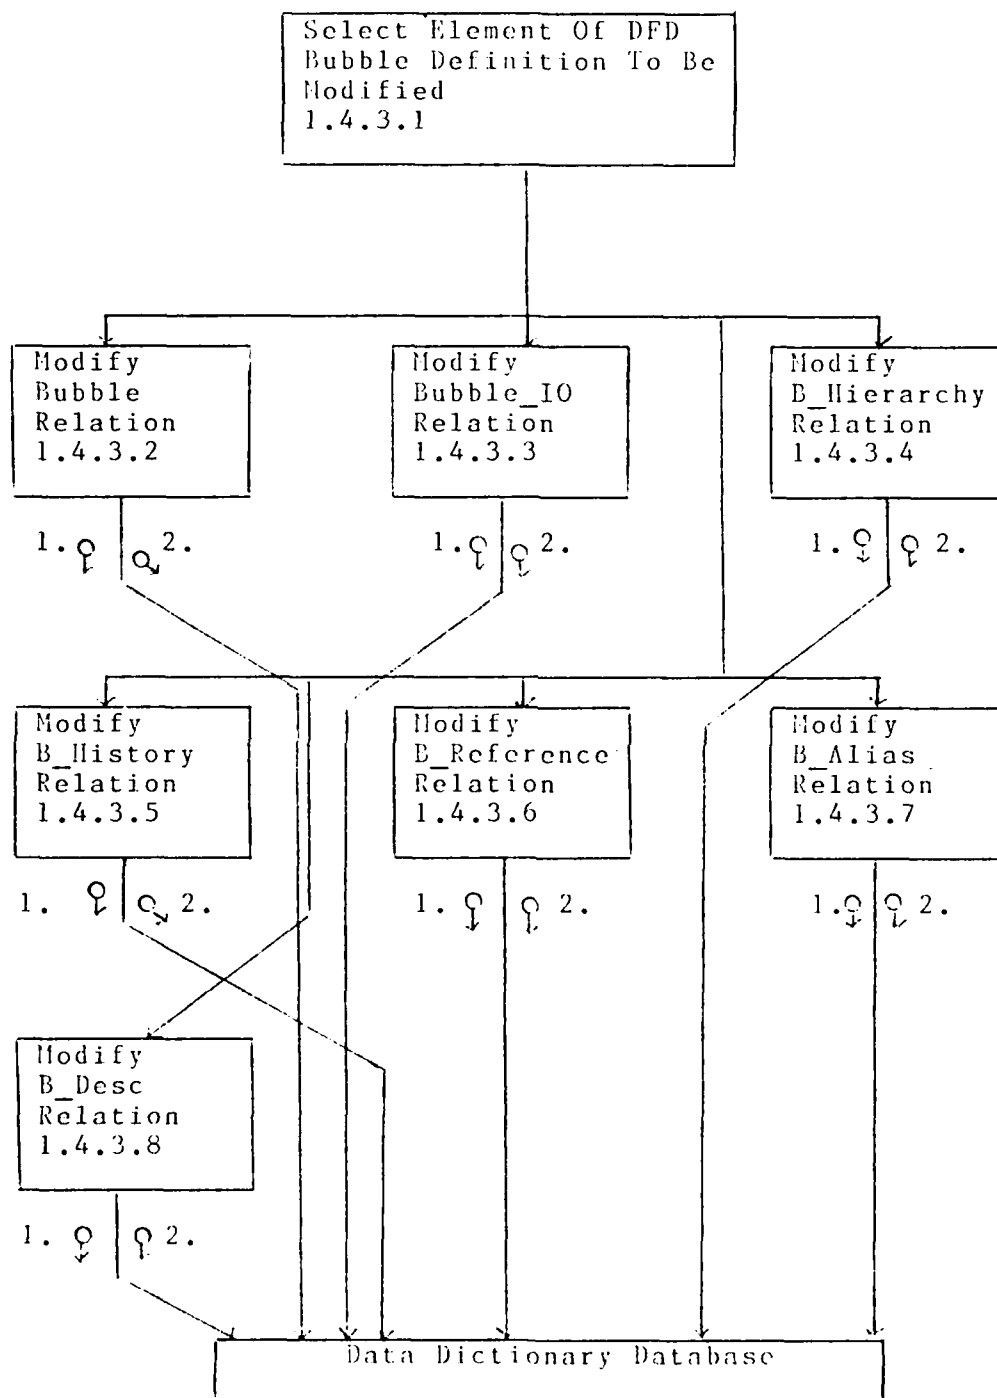 Select Element Of DFD
Bubble Definition To Be
Modified
1.4.3.1
Modify
Bubble
Relation
1.4.3.2
Modify
Bubble_IO
Relation
1.4.3.3
Modify
B_Hierarchy
Relation
1.4.3.4
1. 2.
1. 2.
1. 2.
Modify
B_History
Relation
1.4.3.5
Modify
B_Reference
Relation
1.4.3.6
Modify
B_Alias
Relation
1.4.3.7
1. 2.
1. 2.
1. 2.
Modify
B_Desc
Relation
1.4.3.8
1. 2.
Data Dictionary Database